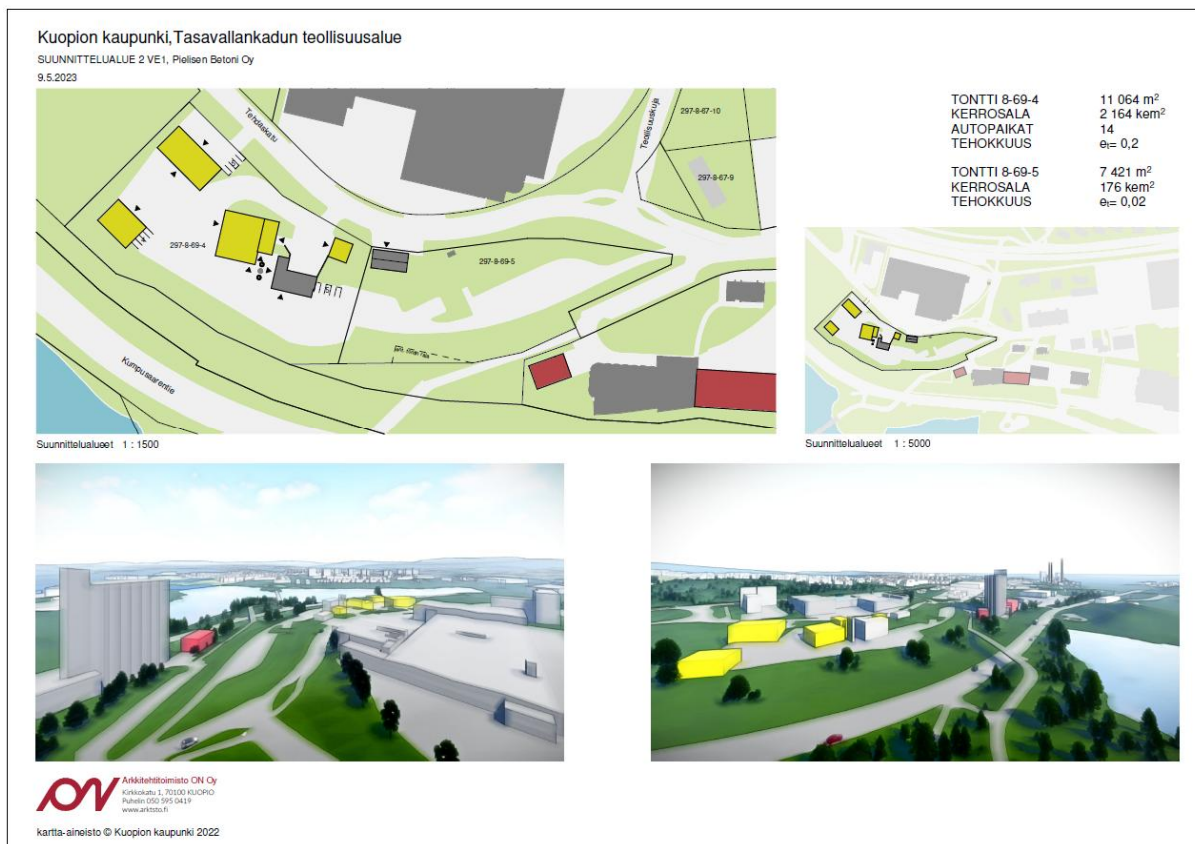 Kuopion kaupunki,Tasavallankadun teollisuusalue
SUUNNITTELUALUE 2 VE1, Pielisen Betoni Oy
9.5.2023
TONTTI 8-69-4 11 064 m²
KERROSALA 2 164 kem²
AUTOPAIKAT 14
TEHOKKUUS eₜ= 0,2
TONTTI 8-69-5 7 421 m²
KERROSALA 176 kem²
TEHOKKUUS eₜ= 0,02
Tehdaskatu
Teollisuuskuja
297-8-67-10
297-8-67-9
297-8-69-4
297-8-69-5
Kumpusaarentie
Suunnittelualueet 1 : 1500
Suunnittelualueet 1 : 5000
ON
Arkkitehtitoimisto ON Oy
Kirkkokatu 1, 70100 KUOPIO
Puhelin 050 595 0419
www.arktsto.fi
kartta-aineisto © Kuopion kaupunki 2022